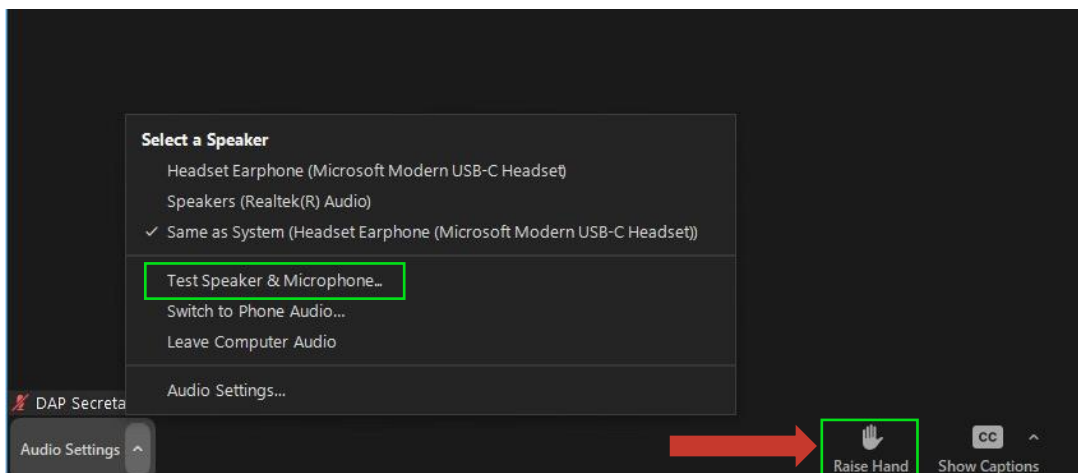 Select a Speaker
Headset Earphone (Microsoft Modern USB-C Headset)
Speakers (Realtek(R) Audio)
Same as System (Headset Earphone (Microsoft Modern USB-C Headset))
Test Speaker & Microphone...
Switch to Phone Audio...
Leave Computer Audio
Audio Settings...
DAP Secreta
Audio Settings
Raise Hand
CC
Show Captions